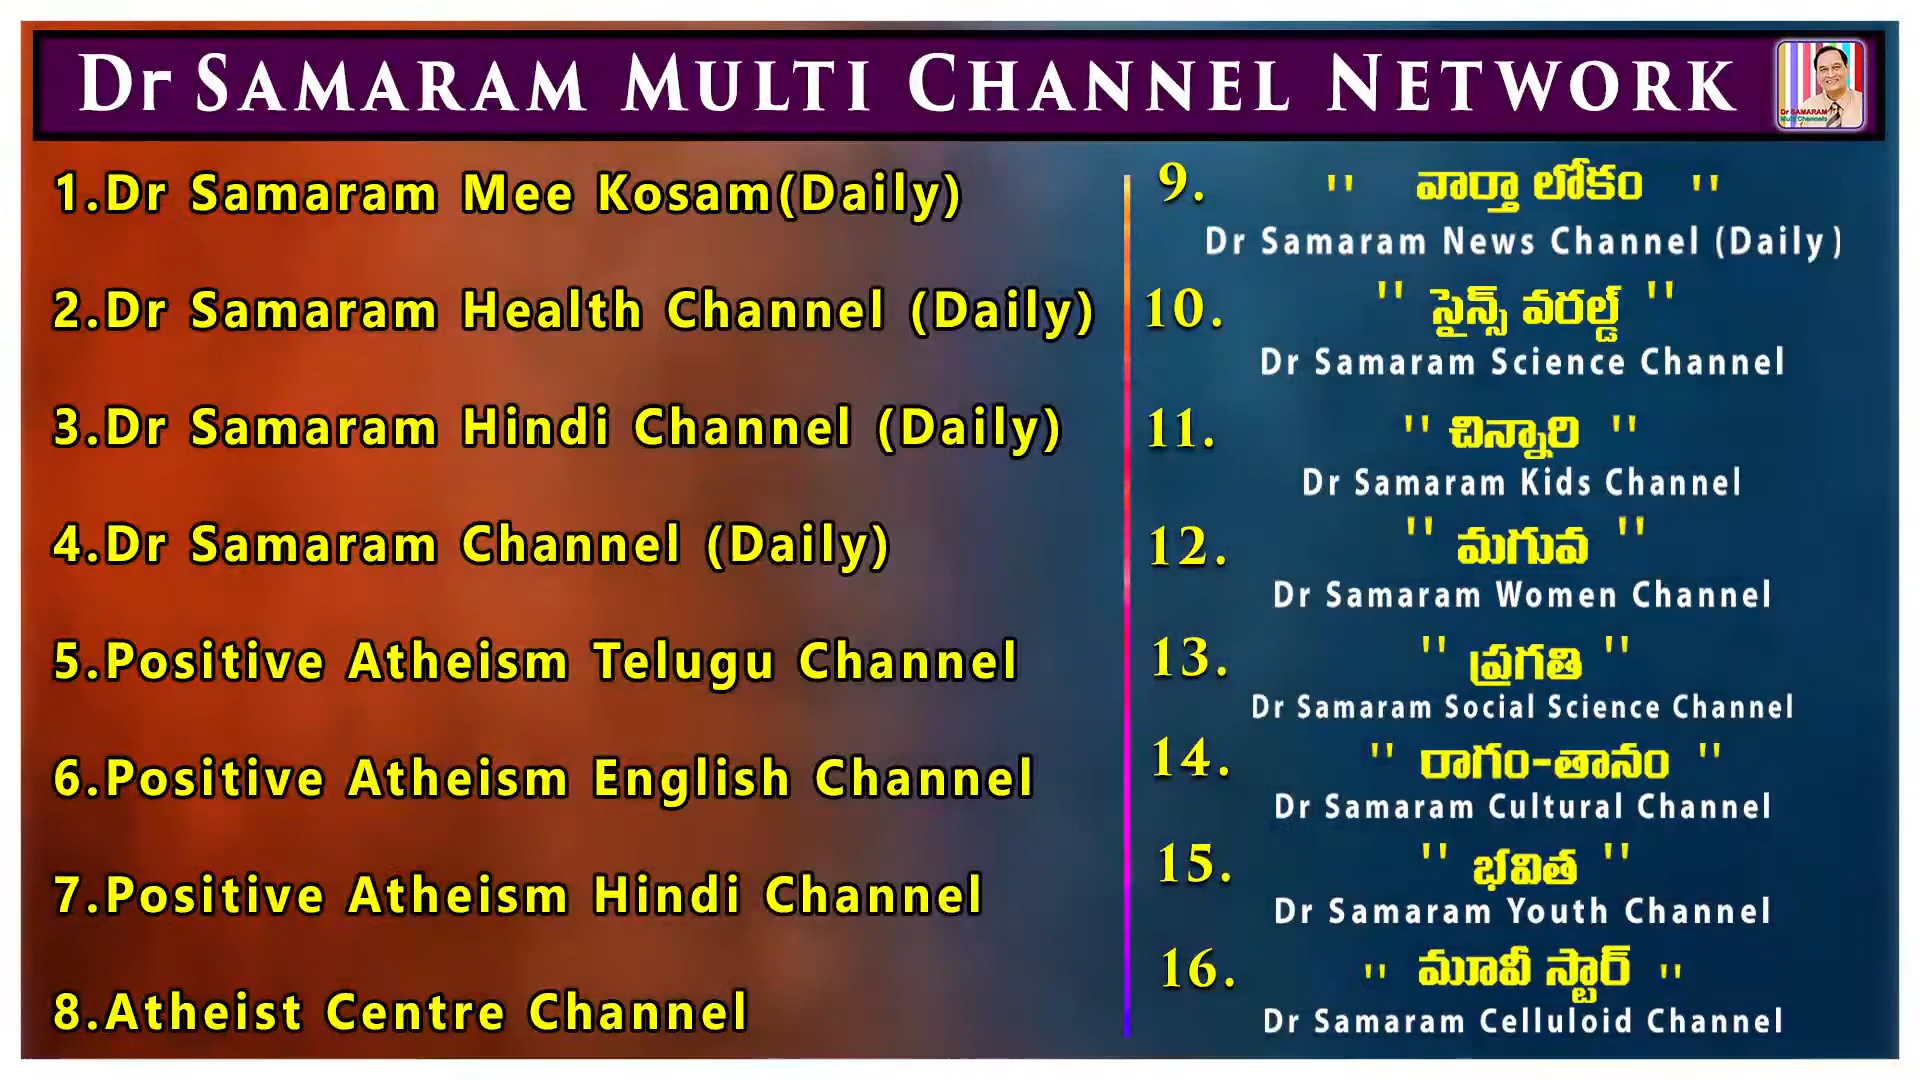 Dr SAMARAM MULTI CHANNEL NETWORK
Dr SAMARAM
Multi Channels
1.Dr Samaram Mee Kosam(Daily)
2.Dr Samaram Health Channel (Daily)
3.Dr Samaram Hindi Channel (Daily)
4.Dr Samaram Channel (Daily)
5.Positive Atheism Telugu Channel
6.Positive Atheism English Channel
7.Positive Atheism Hindi Channel
8.Atheist Centre Channel
9. '' వార్తా లోకం ''
Dr Samaram News Channel (Daily)
10. '' సైన్స్ వరల్డ్ ''
Dr Samaram Science Channel
11. '' చిన్నారి ''
Dr Samaram Kids Channel
12. '' మగువ ''
Dr Samaram Women Channel
13. '' ప్రగతి ''
Dr Samaram Social Science Channel
14. '' రాగం-తానం ''
Dr Samaram Cultural Channel
15. '' భవిత ''
Dr Samaram Youth Channel
16. '' మూవీ స్టార్ ''
Dr Samaram Celluloid Channel